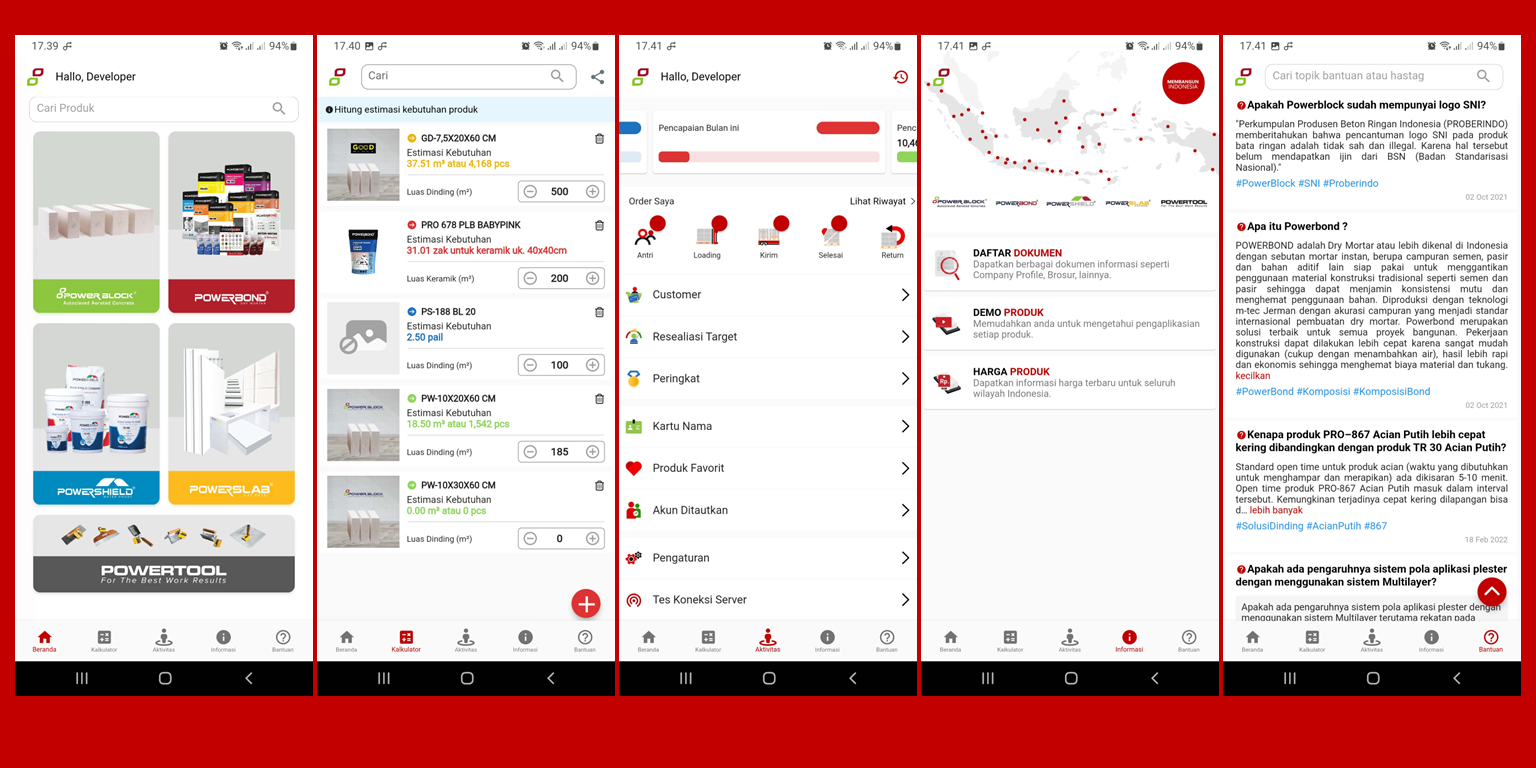 17.39
94%
Hallo, Developer
Cari Produk
POWER BLOCK®
Autoclaved Aerated Concrete
POWERBOND®
DRY MORTAR
POWERSHIELD®
POWERSLAB®
POWERTOOL
For The Best Work Results
Beranda
Kalkulator
Aktivitas
Informasi
Bantuan
17.40
94%
Cari
Hitung estimasi kebutuhan produk
GOOD
GD-7,5X20X60 CM
Estimasi Kebutuhan
37.51 m³ atau 4,168 pcs
Luas Dinding (m²)
500
POWERBOND
PRO 678 PLB BABYPINK
Estimasi Kebutuhan
31.01 zak untuk keramik uk. 40x40cm
Luas Keramik (m²)
200
PS-188 BL 20
Estimasi Kebutuhan
2.50 pail
Luas Dinding (m²)
100
POWER BLOCK
PW-10X20X60 CM
Estimasi Kebutuhan
18.50 m³ atau 1,542 pcs
Luas Dinding (m²)
185
POWER BLOCK
PW-10X30X60 CM
Estimasi Kebutuhan
0.00 m³ atau 0 pcs
Luas Dinding (m²)
0
Beranda
Kalkulator
Aktivitas
Informasi
Bantuan
17.41
94%
Hallo, Developer
Pencapaian Bulan ini
Penc
10,46
Order Saya
Lihat Riwayat
Antri
Loading
Kirim
Selesai
Return
Customer
Resealiasi Target
Peringkat
Kartu Nama
Produk Favorit
Akun Ditautkan
Pengaturan
Tes Koneksi Server
Beranda
Kalkulator
Aktivitas
Informasi
Bantuan
17.41
94%
MEMBANGUN
INDONESIA
POWER BLOCK®
Autoclaved Aerated Concrete
POWERBOND®
POWERSHIELD®
POWERSLAB®
POWERTOOL
For The Best Work Results
DAFTAR DOKUMEN
Dapatkan berbagai dokumen informasi seperti
Company Profile, Brosur, lainnya.
DEMO PRODUK
Memudahkan anda untuk mengetahui pengaplikasian
setiap produk.
Rp.
HARGA PRODUK
Dapatkan informasi harga terbaru untuk seluruh
wilayah Indonesia.
Beranda
Kalkulator
Aktivitas
Informasi
Bantuan
17.41
94%
Cari topik bantuan atau hastag
Apakah Powerblock sudah mempunyai logo SNI?
"Perkumpulan Produsen Beton Ringan Indonesia (PROBERINDO)
memberitahukan bahwa pencantuman logo SNI pada produk
bata ringan adalah tidak sah dan illegal. Karena hal tersebut
belum mendapatkan ijin dari BSN (Badan Standarisasi
Nasional)."
#PowerBlock #SNI #Proberindo
02 Oct 2021
Apa itu Powerbond ?
POWERBOND adalah Dry Mortar atau lebih dikenal di Indonesia
dengan sebutan mortar instan, berupa campuran semen, pasir
dan bahan aditif lain siap pakai untuk menggantikan
penggunaan material konstruksi tradisional seperti semen dan
pasir sehingga dapat menjamin konsistensi mutu dan
menghemat penggunaan bahan. Diproduksi dengan teknologi
m-tec Jerman dengan akurasi campuran yang menjadi standar
internasional pembuatan dry mortar. Powerbond merupakan
solusi terbaik untuk semua proyek bangunan. Pekerjaan
konstruksi dapat dilakukan lebih cepat karena sangat mudah
digunakan (cukup dengan menambahkan air), hasil lebih rapi
dan ekonomis sehingga menghemat biaya material dan tukang.
kecilkan
#PowerBond #Komposisi #KomposisiBond
02 Oct 2021
Kenapa produk PRO–867 Acian Putih lebih cepat
kering dibandingkan dengan produk TR 30 Acian Putih?
Standard open time untuk produk acian (waktu yang dibutuhkan
untuk menghampar dan merapikan) ada dikisaran 5-10 menit.
Open time produk PRO-867 Acian Putih masuk dalam interval
tersebut. Kemungkinan terjadinya cepat kering dilapangan bisa
d... lebih banyak
#SolusiDinding #AcianPutih #867
18 Feb 2022
Apakah ada pengaruhnya sistem pola aplikasi plester
dengan menggunakan sistem Multilayer?
Apakah ada pengaruhnya sistem pola aplikasi plester dengan
menggunakan sistem Multilayer terutama rekatan pada
Beranda
Kalkulator
Aktivitas
Informasi
Bantuan